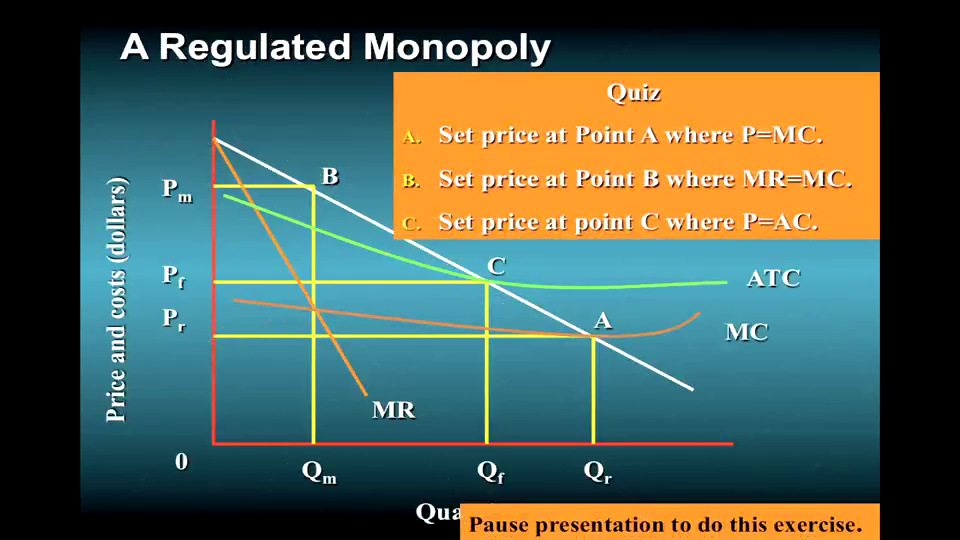 A Regulated Monopoly
Quiz
A. Set price at Point A where P=MC.
B. Set price at Point B where MR=MC.
C. Set price at point C where P=AC.
Price and costs (dollars)
Pm
B
Pf
C
ATC
Pr
A
MC
MR
0
Qm
Qf
Qr
Qua
Pause presentation to do this exercise.